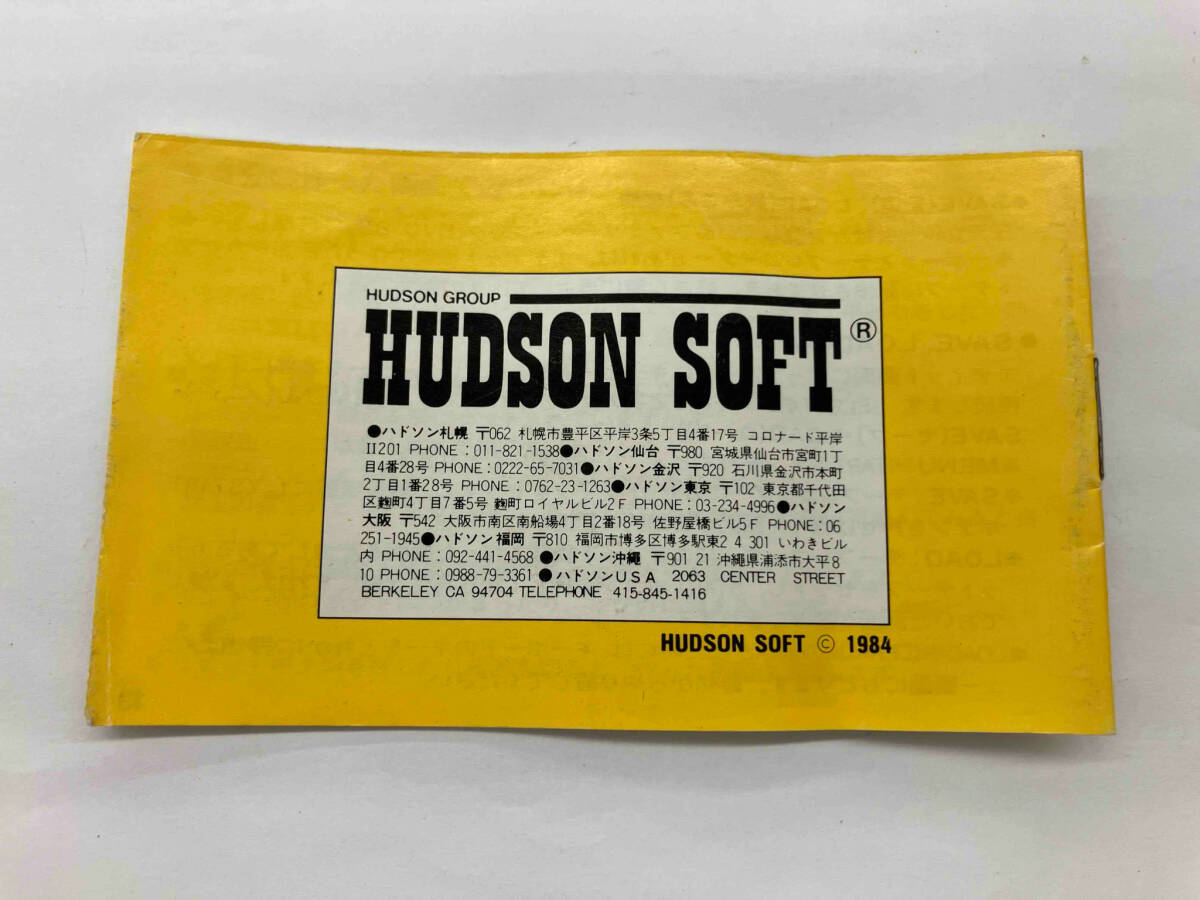 HUDSON GROUP
HUDSON SOFT®
●ハドソン札幌 〒062 札幌市豊平区平岸3条5丁目4番17号 コロナード平岸
II201 PHONE:011-821-1538●ハドソン仙台 〒980 宮城県仙台市宮町1丁
目4番28号 PHONE:0222-65-7031●ハドソン金沢 〒920 石川県金沢市本町
2丁目1番28号 PHONE:0762-23-1263●ハドソン東京 〒102 東京都千代田
区麴町4丁目7番5号 麴町ロイヤルビル2F PHONE:03-234-4996●ハドソン
大阪 〒542 大阪市南区南船場4丁目2番18号 佐野屋橋ビル5F PHONE:06
251-1945●ハドソン福岡 〒810 福岡市博多区博多駅東2 4 301 いわきビル
内 PHONE:092-441-4568 ●ハドソン沖縄 〒901 21 沖縄県浦添市大平8
10 PHONE:0988-79-3361●ハドソンUSA 2063 CENTER STREET
BERKELEY CA 94704 TELEPHONE 415-845-1416
HUDSON SOFT © 1984